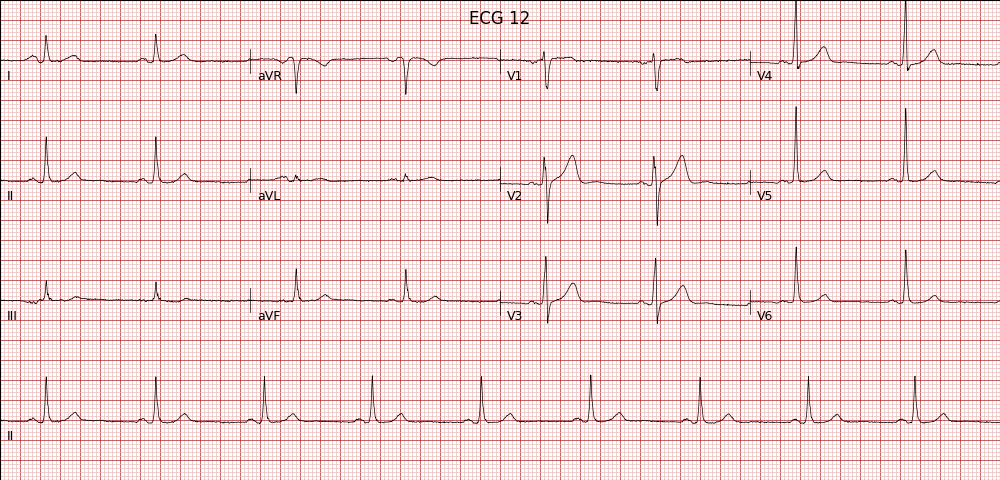 ECG 12
I aVR V1 V4
II aVL V2 V5
III aVF V3 V6
II